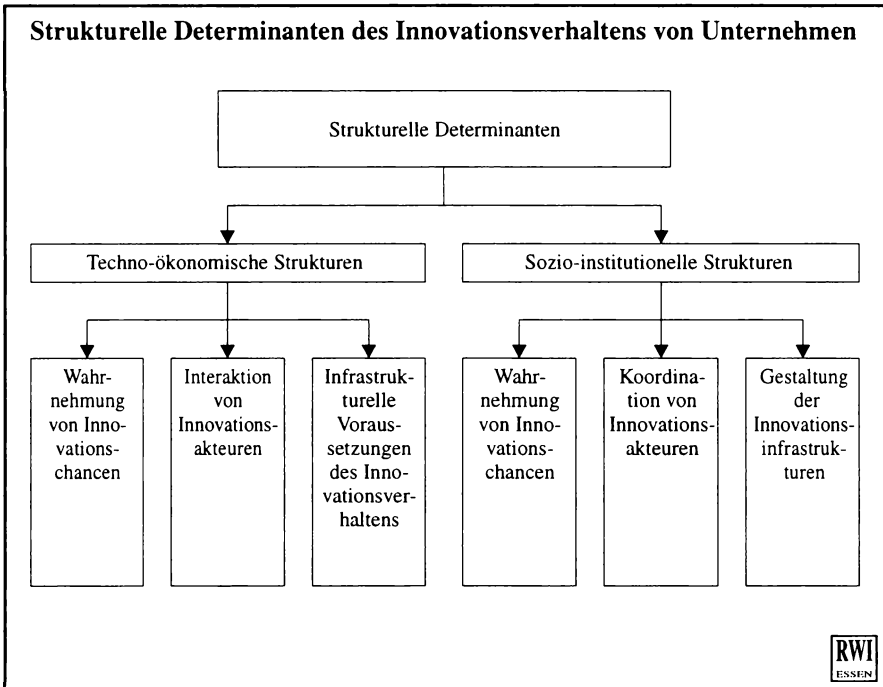 Strukturelle Determinanten des Innovationsverhaltens von Unternehmen
Strukturelle Determinanten
Techno-ökonomische Strukturen
Sozio-institutionelle Strukturen
Wahr-
nehmung
von Inno-
vations-
chancen
Interaktion
von
Innovations-
akteuren
Infrastruk-
turelle
Voraus-
setzungen
des Inno-
vationsver-
haltens
Wahr-
nehmung
von Inno-
vations-
chancen
Koordina-
tion von
Innovations-
akteuren
Gestaltung
der
Innovations-
infrastruk-
turen
RWI
ESSEN